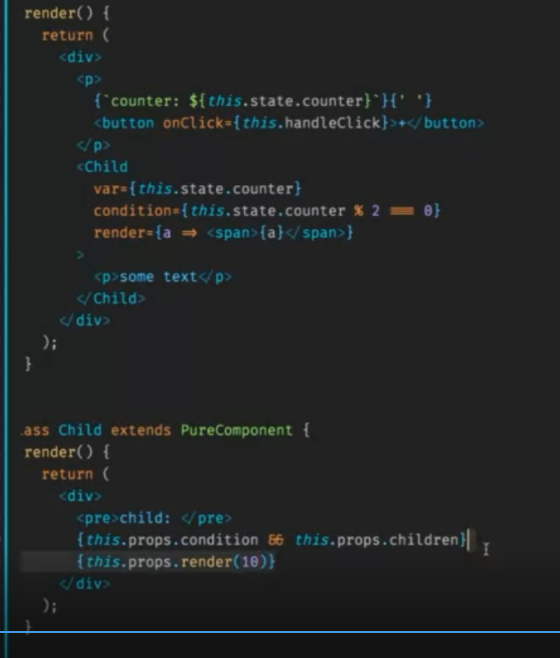 render() {
return (
<div>
<p>
{`counter: ${this.state.counter}`}{' '}
<button onClick={this.handleClick}>+</button>
</p>
<Child
var={this.state.counter}
condition={this.state.counter % 2 === 0}
render={a => <span>{a}</span>}
>
<p>some text</p>
</Child>
</div>
);
}
ass Child extends PureComponent {
render() {
return (
<div>
<pre>child: </pre>
{this.props.condition && this.props.children}
{this.props.render(10)}
</div>
);
}